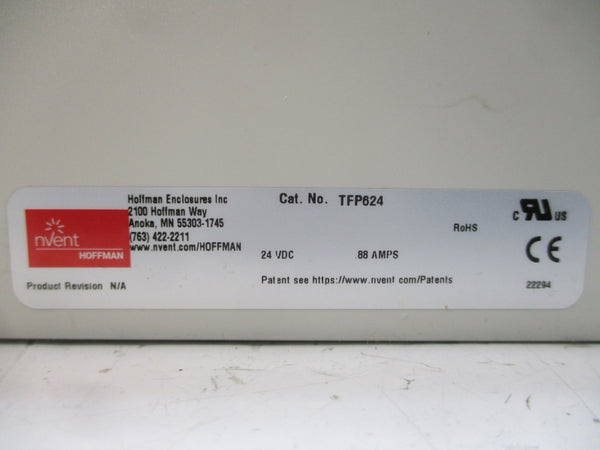 nvent
HOFFMAN
Hoffman Enclosures Inc
2100 Hoffman Way
Anoka, MN 55303-1745
(763) 422-2211
www.nvent.com/HOFFMAN
Cat. No. TFP624
RoHS
c RU US
CE
24 VDC .88 AMPS
Product Revision N/A
Patent see https://www.nvent.com/Patents
22294